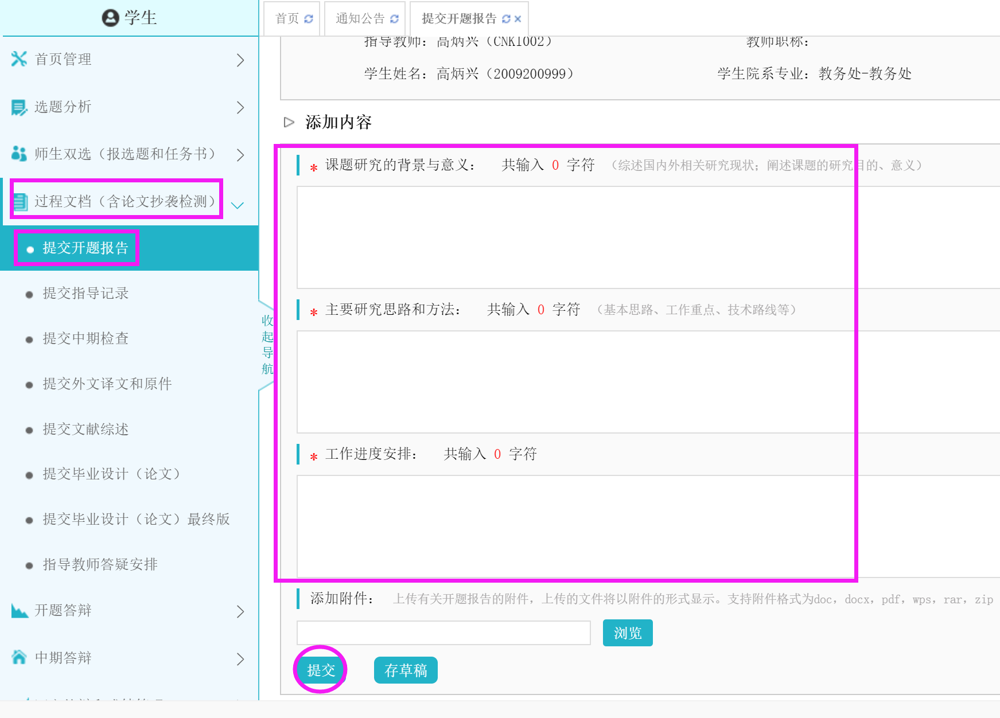 学生
首页管理
选题分析
师生双选（报选题和任务书）
过程文档（含论文抄袭检测）
提交开题报告
提交指导记录
提交中期检查
提交外文译文和原件
提交文献综述
提交毕业设计（论文）
提交毕业设计（论文）最终版
指导教师答疑安排
开题答辩
中期答辩
收起导航
首页 通知公告 提交开题报告
指导教师：高炳兴（CNKI002） 教师职称：
学生姓名：高炳兴（2009200999） 学生院系专业：教务处-教务处
添加内容
* 课题研究的背景与意义： 共输入 0 字符 （综述国内外相关研究现状；阐述课题的研究目的、意义）
* 主要研究思路和方法： 共输入 0 字符 （基本思路、工作重点、技术路线等）
* 工作进度安排： 共输入 0 字符
添加附件： 上传有关开题报告的附件，上传的文件将以附件的形式显示。支持附件格式为doc，docx，pdf，wps，rar，zip
浏览
提交 存草稿